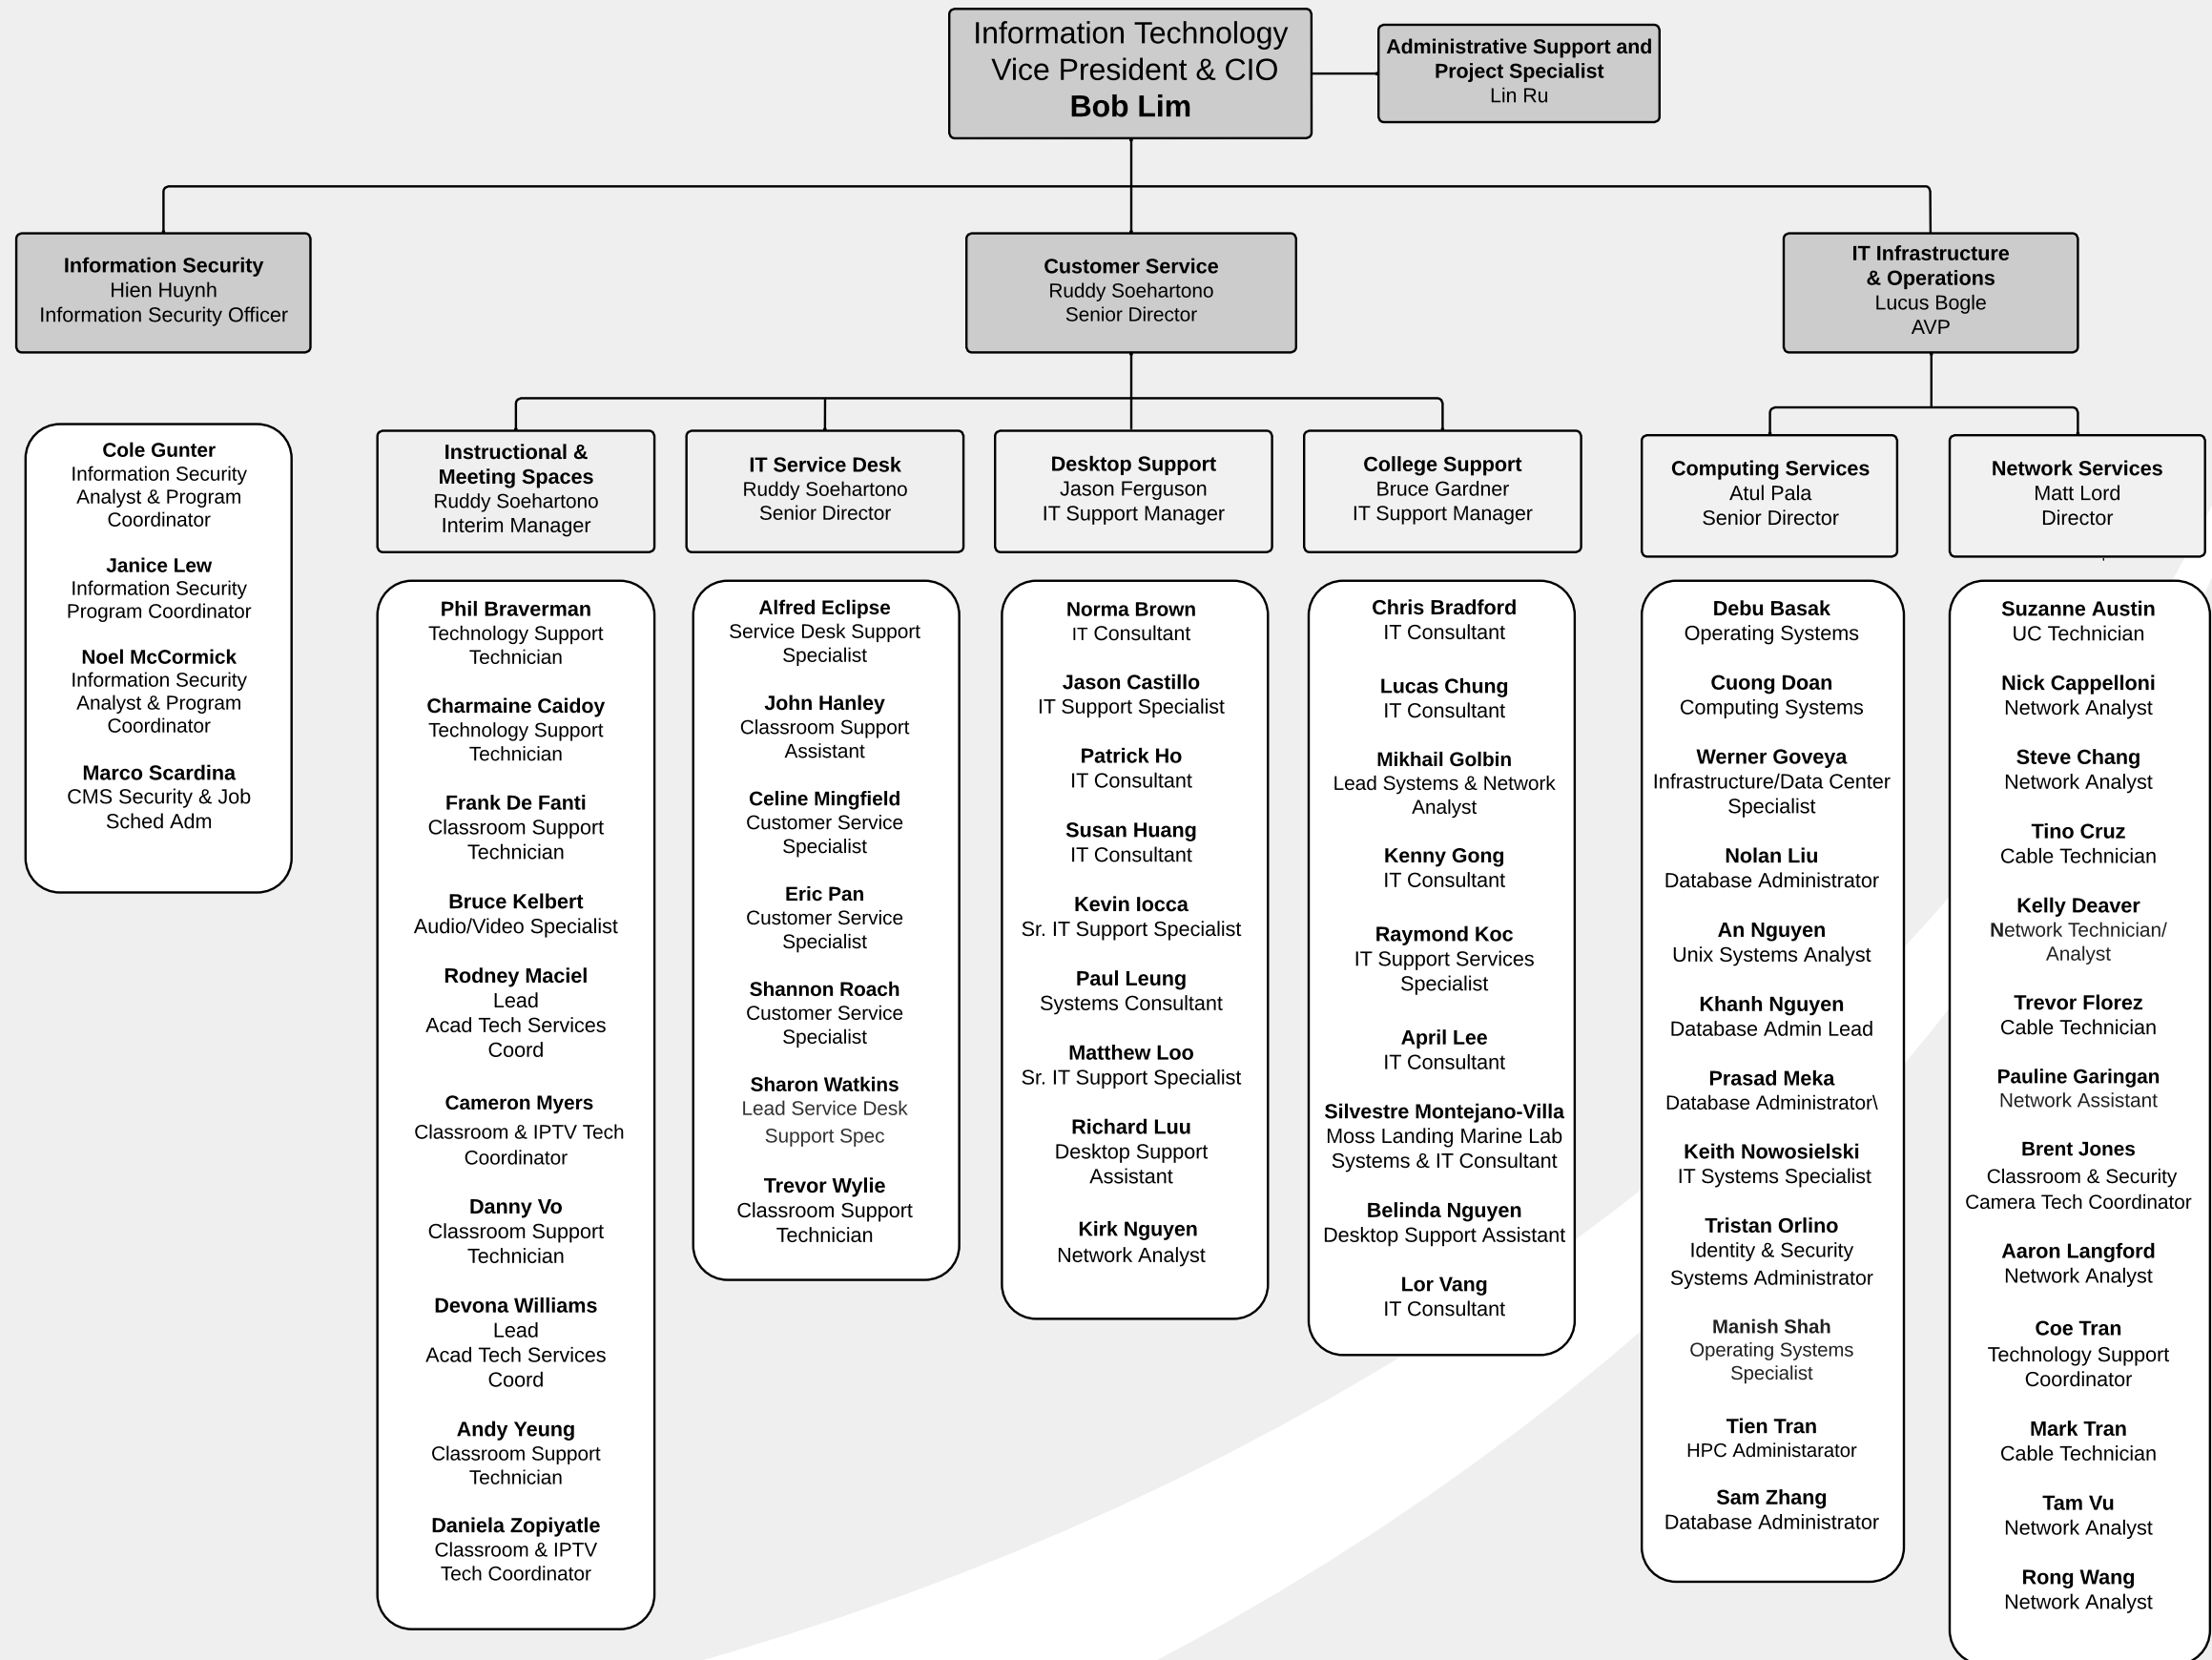 Information Technology
Vice President & CIO
Bob Lim
Administrative Support and
Project Specialist
Lin Ru
Information Security
Hien Huynh
Information Security Officer
Customer Service
Ruddy Soehartono
Senior Director
IT Infrastructure
& Operations
Lucus Bogle
AVP
Cole Gunter
Information Security
Analyst & Program
Coordinator
Janice Lew
Information Security
Program Coordinator
Noel McCormick
Information Security
Analyst & Program
Coordinator
Marco Scardina
CMS Security & Job
Sched Adm
Instructional &
Meeting Spaces
Ruddy Soehartono
Interim Manager
Phil Braverman
Technology Support
Technician
Charmaine Caidoy
Technology Support
Technician
Frank De Fanti
Classroom Support
Technician
Bruce Kelbert
Audio/Video Specialist
Rodney Maciel
Lead
Acad Tech Services
Coord
Cameron Myers
Classroom & IPTV Tech
Coordinator
Danny Vo
Classroom Support
Technician
Devona Williams
Lead
Acad Tech Services
Coord
Andy Yeung
Classroom Support
Technician
Daniela Zopiyatle
Classroom & IPTV
Tech Coordinator
IT Service Desk
Ruddy Soehartono
Senior Director
Alfred Eclipse
Service Desk Support
Specialist
John Hanley
Classroom Support
Assistant
Celine Mingfield
Customer Service
Specialist
Eric Pan
Customer Service
Specialist
Shannon Roach
Customer Service
Specialist
Sharon Watkins
Lead Service Desk
Support Spec
Trevor Wylie
Classroom Support
Technician
Desktop Support
Jason Ferguson
IT Support Manager
Norma Brown
IT Consultant
Jason Castillo
IT Support Specialist
Patrick Ho
IT Consultant
Susan Huang
IT Consultant
Kevin Iocca
Sr. IT Support Specialist
Paul Leung
Systems Consultant
Matthew Loo
Sr. IT Support Specialist
Richard Luu
Desktop Support
Assistant
Kirk Nguyen
Network Analyst
College Support
Bruce Gardner
IT Support Manager
Chris Bradford
IT Consultant
Lucas Chung
IT Consultant
Mikhail Golbin
Lead Systems & Network
Analyst
Kenny Gong
IT Consultant
Raymond Koc
IT Support Services
Specialist
April Lee
IT Consultant
Silvestre Montejano-Villa
Moss Landing Marine Lab
Systems & IT Consultant
Belinda Nguyen
Desktop Support Assistant
Lor Vang
IT Consultant
Computing Services
Atul Pala
Senior Director
Debu Basak
Operating Systems
Cuong Doan
Computing Systems
Werner Goveya
Infrastructure/Data Center
Specialist
Nolan Liu
Database Administrator
An Nguyen
Unix Systems Analyst
Khanh Nguyen
Database Admin Lead
Prasad Meka
Database Administrator\
Keith Nowosielski
IT Systems Specialist
Tristan Orlino
Identity & Security
Systems Administrator
Manish Shah
Operating Systems
Specialist
Tien Tran
HPC Administarator
Sam Zhang
Database Administrator
Network Services
Matt Lord
Director
Suzanne Austin
UC Technician
Nick Cappelloni
Network Analyst
Steve Chang
Network Analyst
Tino Cruz
Cable Technician
Kelly Deaver
Network Technician/
Analyst
Trevor Florez
Cable Technician
Pauline Garingan
Network Assistant
Brent Jones
Classroom & Security
Camera Tech Coordinator
Aaron Langford
Network Analyst
Coe Tran
Technology Support
Coordinator
Mark Tran
Cable Technician
Tam Vu
Network Analyst
Rong Wang
Network Analyst